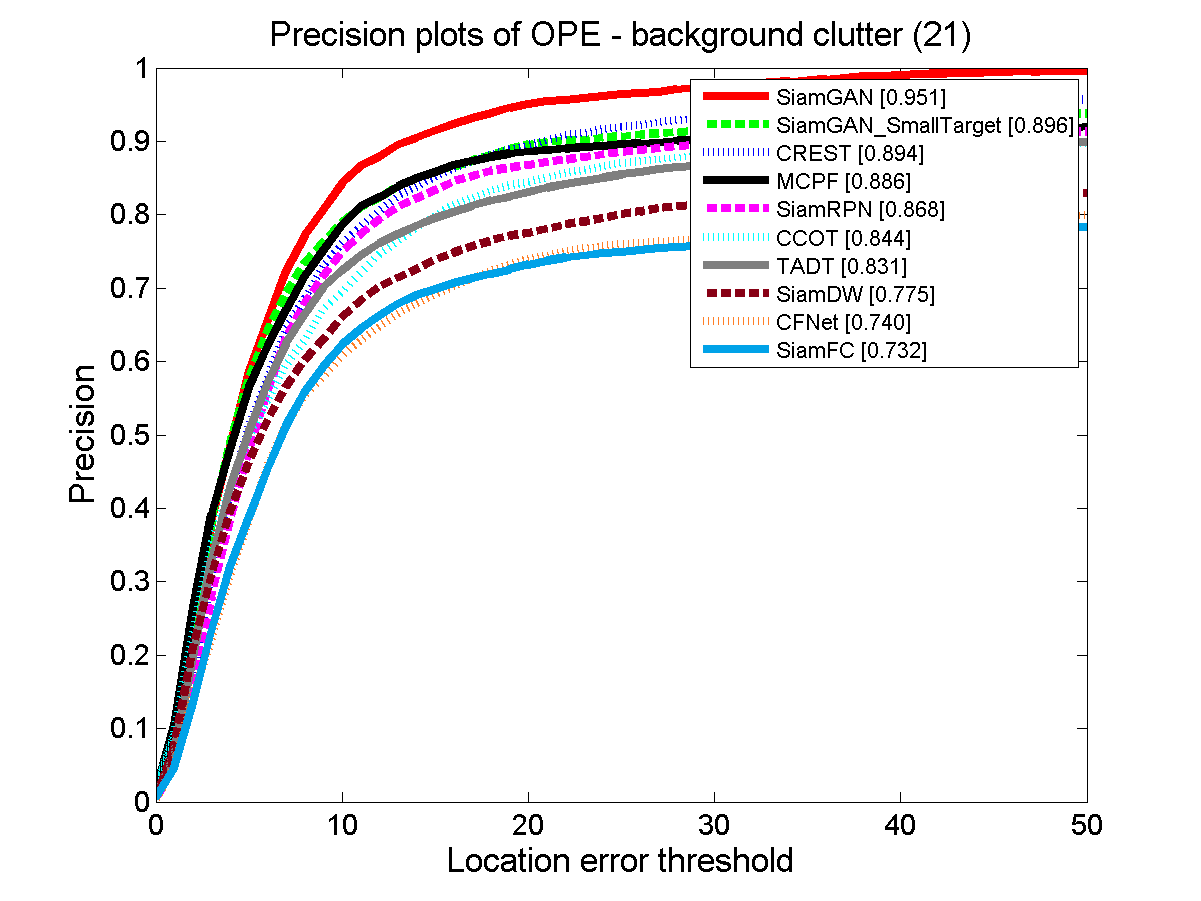 Precision plots of OPE - background clutter (21)
1
0.9
0.8
0.7
0.6
0.5
0.4
0.3
0.2
0.1
0
Precision
SiamGAN [0.951]
SiamGAN_SmallTarget [0.896]
CREST [0.894]
MCPF [0.886]
SiamRPN [0.868]
CCOT [0.844]
TADT [0.831]
SiamDW [0.775]
CFNet [0.740]
SiamFC [0.732]
0 10 20 30 40 50
Location error threshold